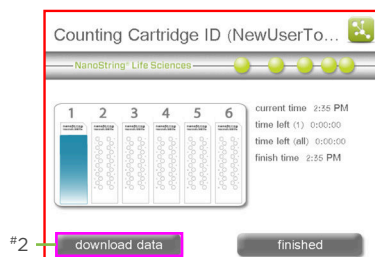 Counting Cartridge ID (NewUserTo...
NanoString® Life Sciences
1 2 3 4 5 6
current time 2:35 PM
time left (1) 0:00:00
time left (all) 0:00:00
finish time 2:35 PM
#2
download data
finished